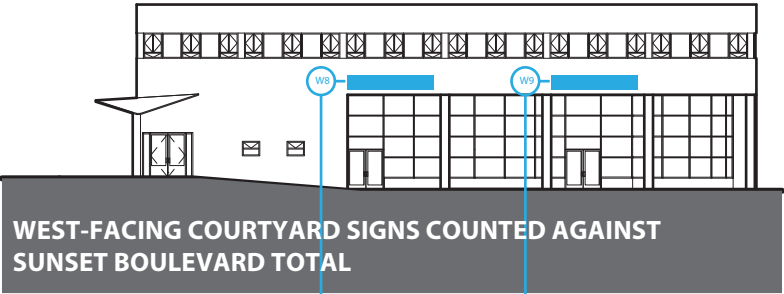 W8
W9
WEST-FACING COURTYARD SIGNS COUNTED AGAINST
SUNSET BOULEVARD TOTAL